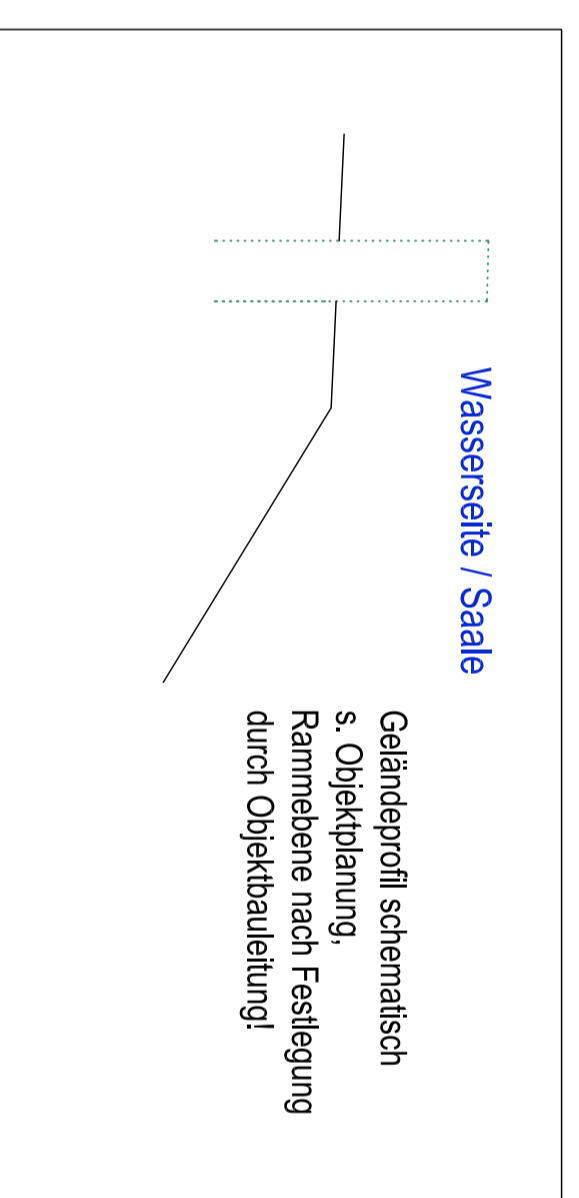 Wasserseite / Saale
Geländeprofil schematisch
s. Objektplanung,
Rammebene nach Festlegung
durch Objektbauleitung!